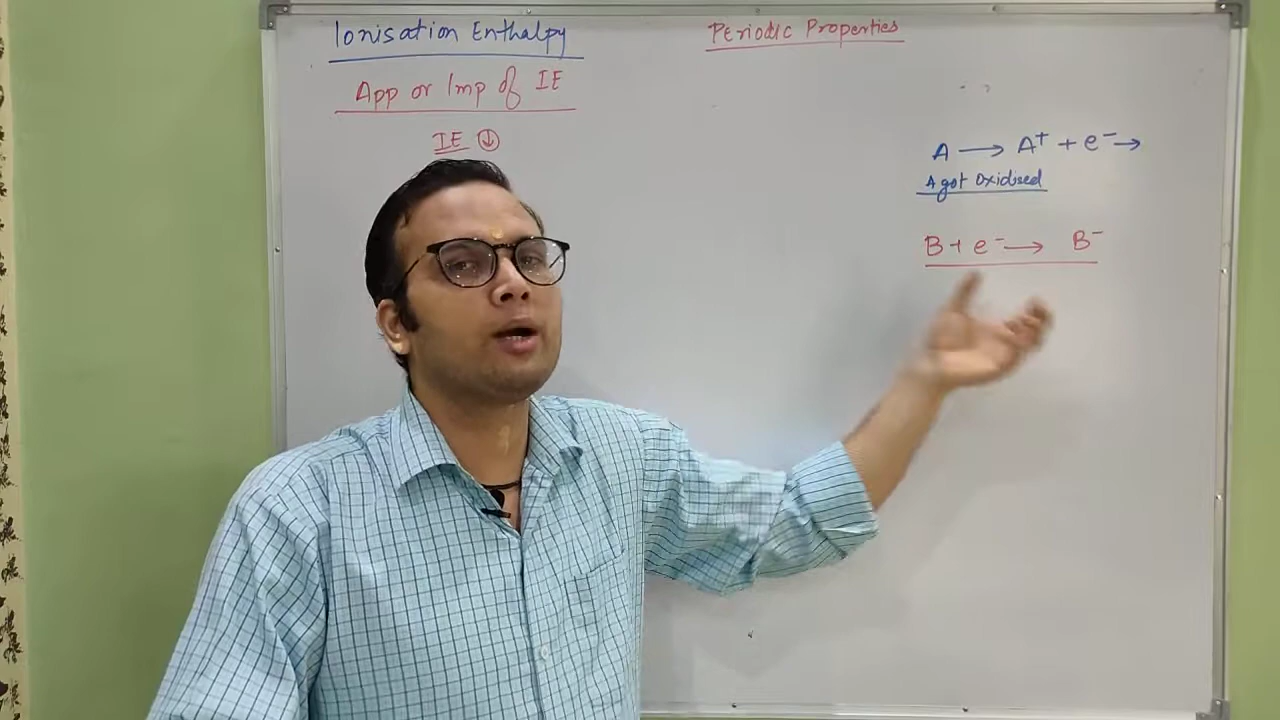 Ionisation Enthalpy
Periodic Properties
App or Imp of IE
IE ↓
A → A⁺ + e⁻ →
A got Oxidised
B + e⁻ → B⁻